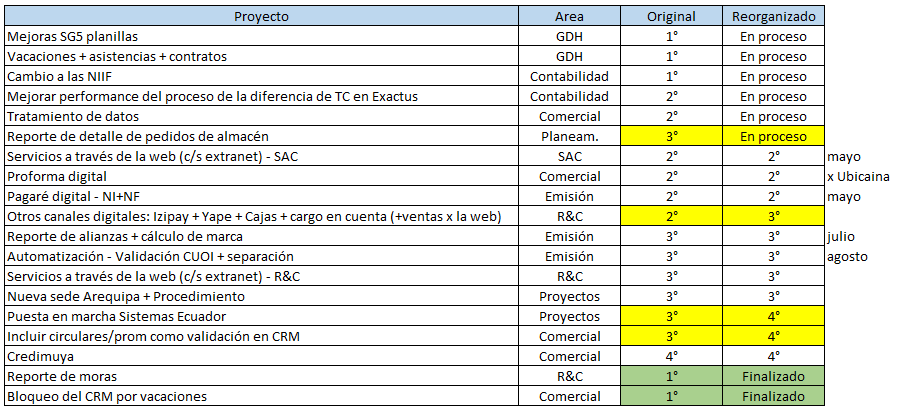 Proyecto Area Original Reorganizado
Mejoras SG5 planillas GDH 1° En proceso
Vacaciones + asistencias + contratos GDH 1° En proceso
Cambio a las NIIF Contabilidad 1° En proceso
Mejorar performance del proceso de la diferencia de TC en Exactus Contabilidad 2° En proceso
Tratamiento de datos Comercial 2° En proceso
Reporte de detalle de pedidos de almacén Planeam. 3° En proceso
Servicios a través de la web (c/s extranet) - SAC SAC 2° 2° mayo
Proforma digital Comercial 2° 2° x Ubicaina
Pagaré digital - NI+NF Emisión 2° 2° mayo
Otros canales digitales: Izipay + Yape + Cajas + cargo en cuenta (+ventas x la web) R&C 2° 3°
Reporte de alianzas + cálculo de marca Emisión 3° 3° julio
Automatización - Validación CUOI + separación Emisión 3° 3° agosto
Servicios a través de la web (c/s extranet) - R&C R&C 3° 3°
Nueva sede Arequipa + Procedimiento Proyectos 3° 3°
Puesta en marcha Sistemas Ecuador Proyectos 3° 4°
Incluir circulares/prom como validación en CRM Comercial 3° 4°
Credimuya Comercial 4° 4°
Reporte de moras R&C 1° Finalizado
Bloqueo del CRM por vacaciones Comercial 1° Finalizado